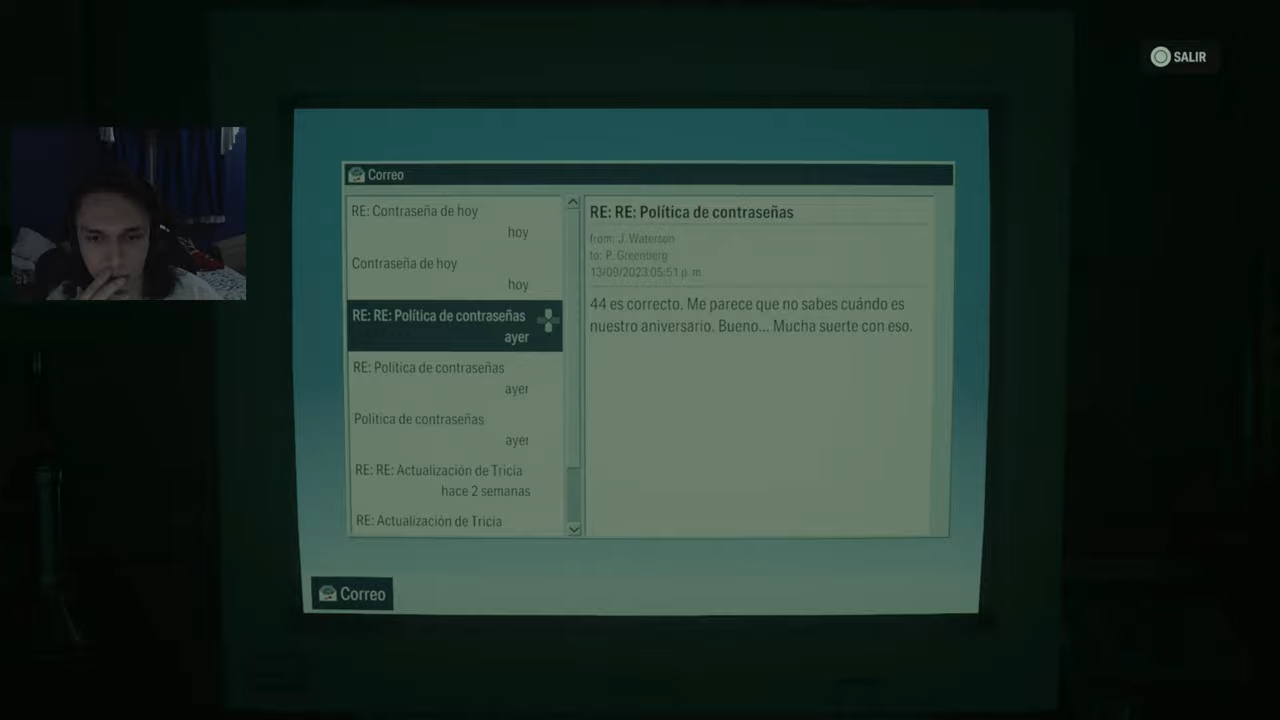 SALIR
Correo
RE: Contraseña de hoy
hoy
Contraseña de hoy
hoy
RE: RE: Política de contraseñas
ayer
RE: Política de contraseñas
ayer
Política de contraseñas
ayer
RE: RE: Actualización de Tricia
hace 2 semanas
RE: Actualización de Tricia
RE: RE: Política de contraseñas
from: J. Waterson
to: P. Greenberg
13/09/2023 05:51 p. m.
44 es correcto. Me parece que no sabes cuándo es
nuestro aniversario. Bueno... Mucha suerte con eso.
Correo